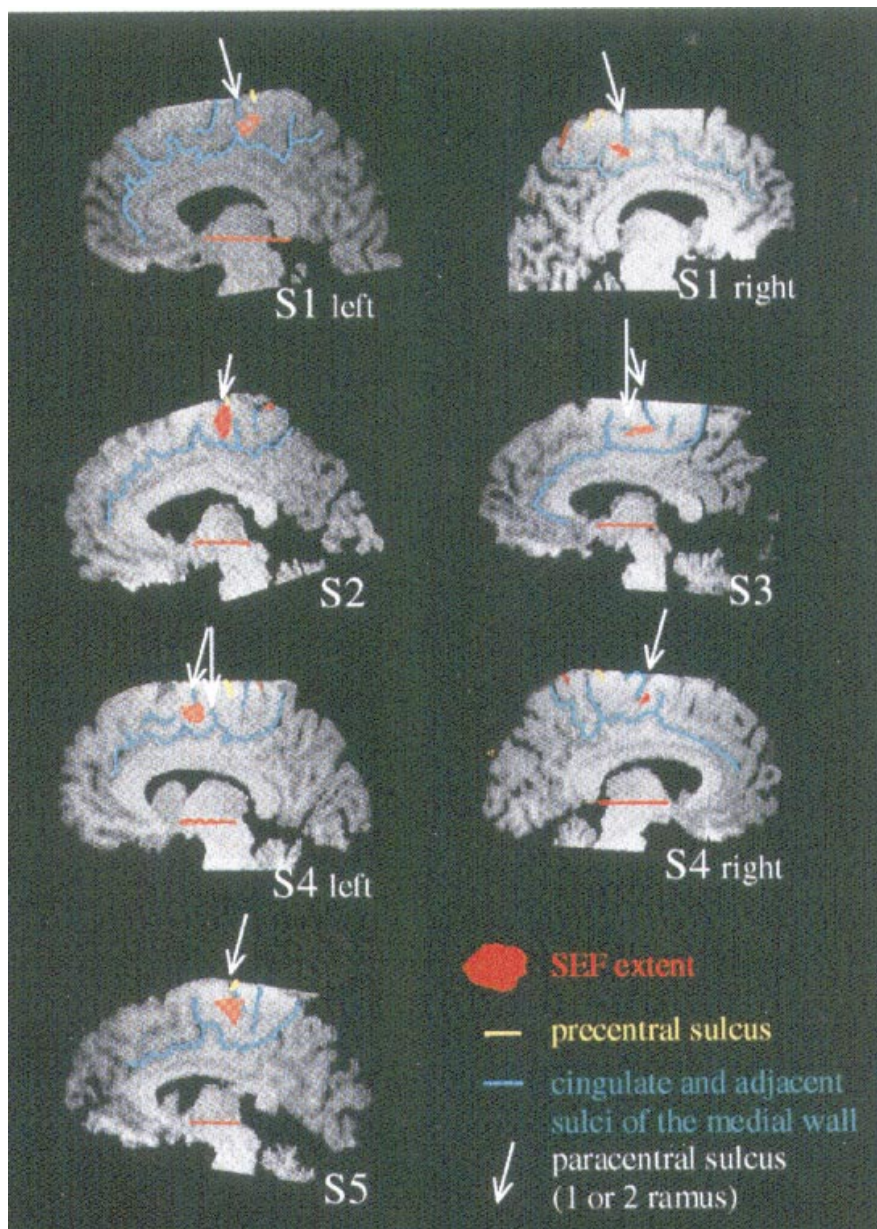 S1 left
S1 right
S2
S3
S4 left
S4 right
S5
SEF extent
precentral sulcus
cingulate and adjacent
sulci of the medial wall
paracentral sulcus
(1 or 2 ramus)